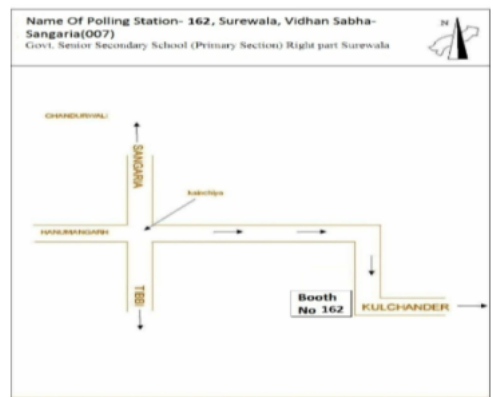 Name Of Polling Station- 162, Surewala, Vidhan Sabha-
Sangaria(007)
Govt. Senior Secondary School (Primary Section) Right part Surewala
N
CHANDURWALI
SANGARIA
kainchiya
HANUMANGARH
TEBI
Booth
No 162
KULCHANDER